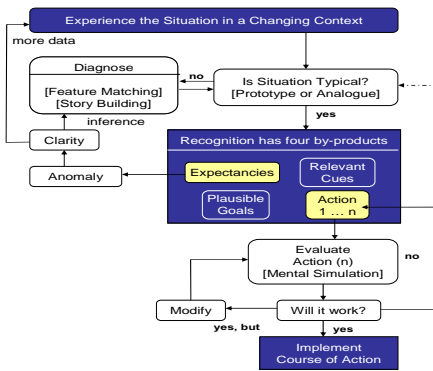 Experience the Situation in a Changing Context
more data
Diagnose
[Feature Matching]
[Story Building]
no
Is Situation Typical?
[Prototype or Analogue]
inference
yes
Clarity
Recognition has four by-products
Anomaly
Expectancies
Relevant
Cues
Plausible
Goals
Action
1 ... n
Evaluate
Action (n)
[Mental Simulation]
no
Modify
Will it work?
yes, but
yes
Implement
Course of Action